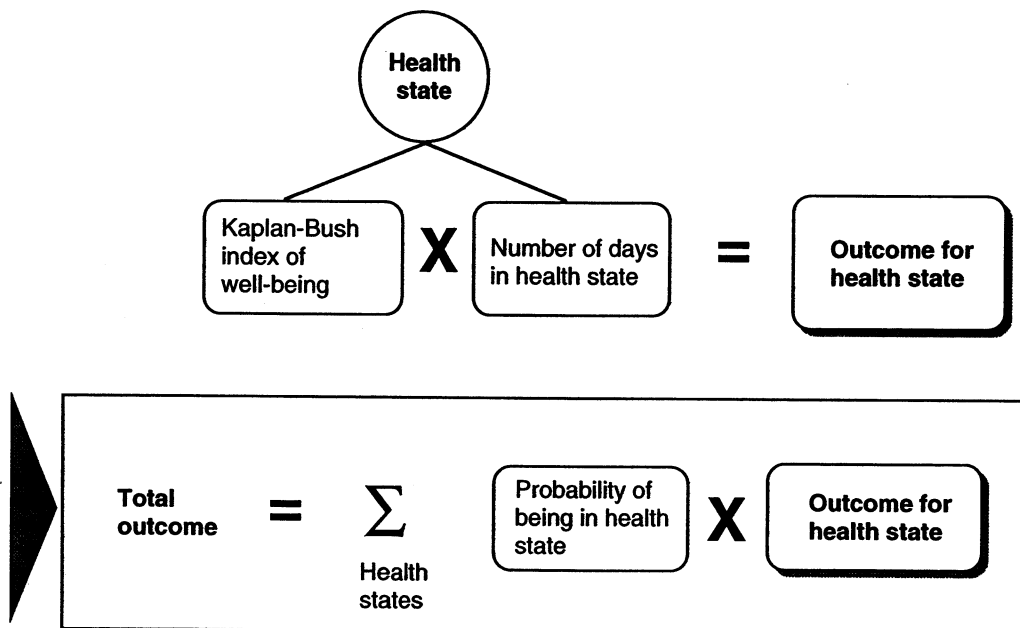 Health
state
Kaplan-Bush
index of
well-being
X
Number of days
in health state
=
Outcome for
health state
Total
outcome
=
Σ
Health
states
Probability of
being in health
state
X
Outcome for
health state